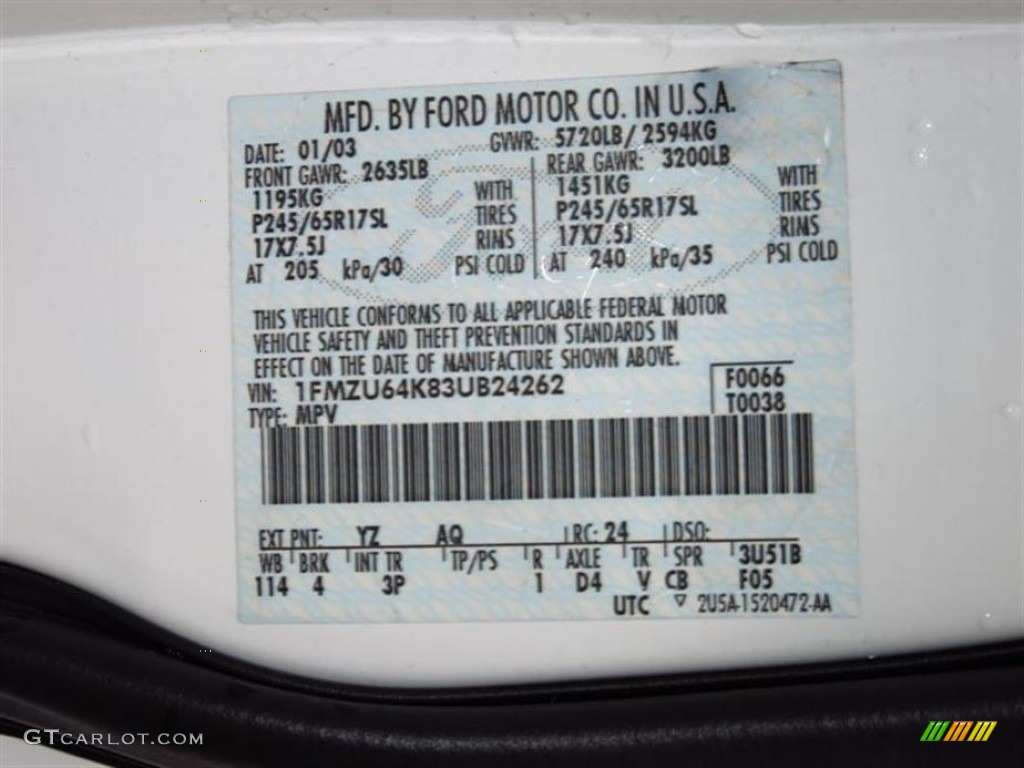 MFD. BY FORD MOTOR CO. IN U.S.A.
DATE: 01/03 GVWR: 5720LB/ 2594KG
FRONT GAWR: 2635LB REAR GAWR: 3200LB
1195KG WITH 1451KG WITH
P245/65R17SL TIRES P245/65R17SL TIRES
17X7.5J RIMS 17X7.5J RIMS
AT 205 kPa/30 PSI COLD AT 240 kPa/35 PSI COLD
THIS VEHICLE CONFORMS TO ALL APPLICABLE FEDERAL MOTOR
VEHICLE SAFETY AND THEFT PREVENTION STANDARDS IN
EFFECT ON THE DATE OF MANUFACTURE SHOWN ABOVE.
VIN: 1FMZU64K83UB24262 F0066
TYPE: MPV T0038
EXT PNT: YZ AQ RC: 24 DSO:
WB BRK INT TR TP/PS R AXLE TR SPR 3U51B
114 4 3P 1 D4 V CB F05
UTC ▽ 2U5A-1520472-AA
GTCARLOT.COM